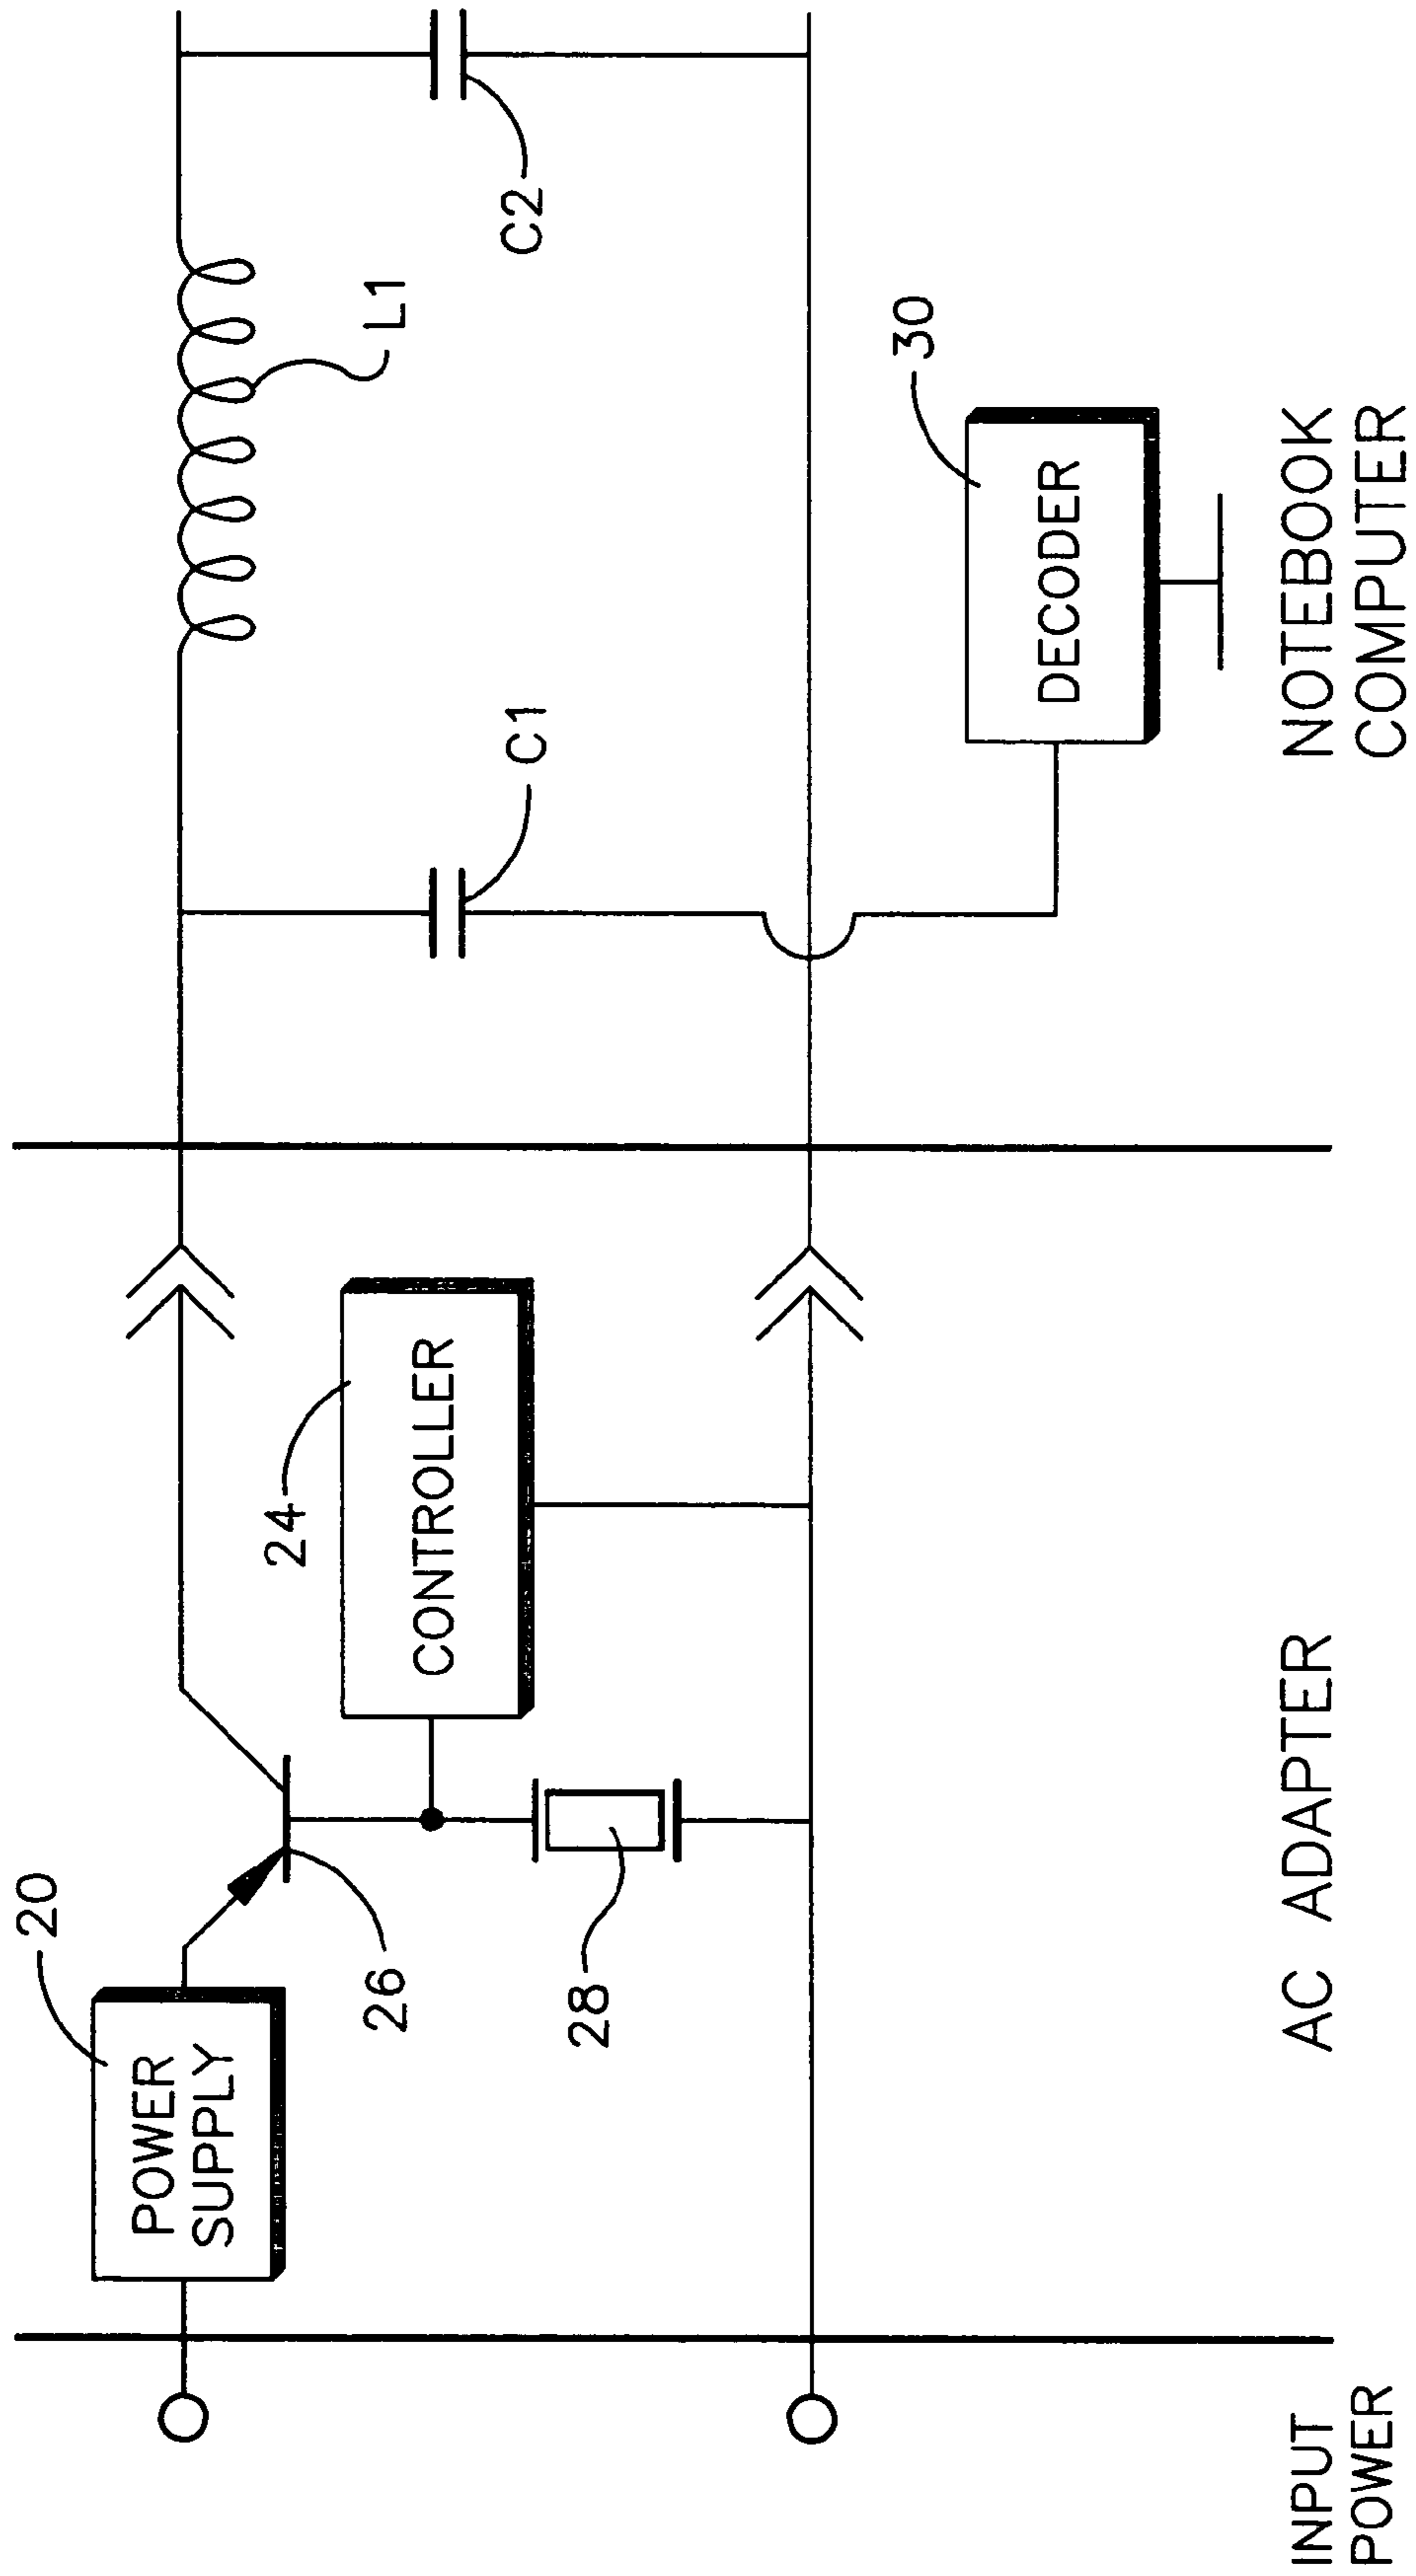 20
POWER
SUPPLY
26
28
24
CONTROLLER
C1
L1
C2
30
DECODER
INPUT
POWER
AC ADAPTER
NOTEBOOK
COMPUTER